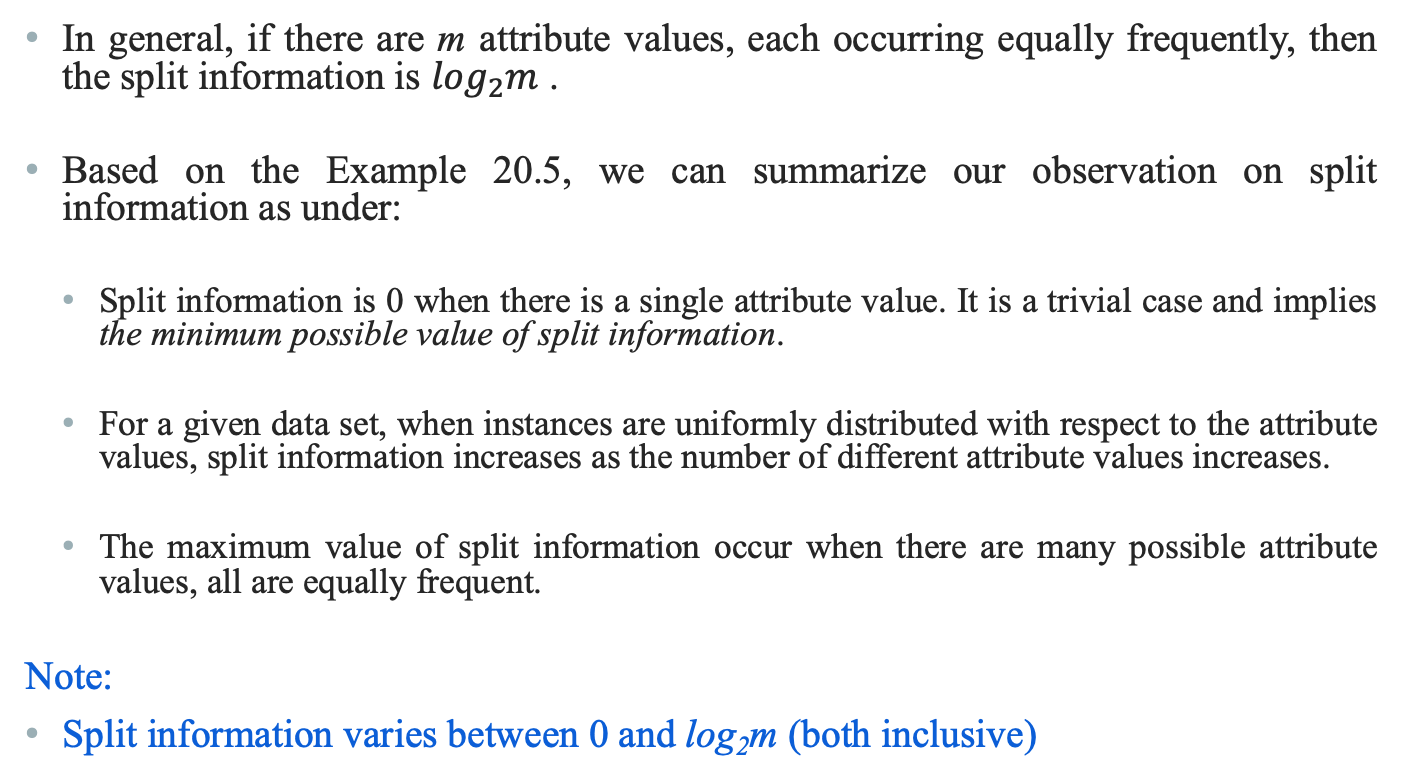 • In general, if there are m attribute values, each occurring equally frequently, then
the split information is log₂m .
• Based on the Example 20.5, we can summarize our observation on split
information as under:
• Split information is 0 when there is a single attribute value. It is a trivial case and implies
the minimum possible value of split information.
• For a given data set, when instances are uniformly distributed with respect to the attribute
values, split information increases as the number of different attribute values increases.
• The maximum value of split information occur when there are many possible attribute
values, all are equally frequent.
Note:
• Split information varies between 0 and log₂m (both inclusive)